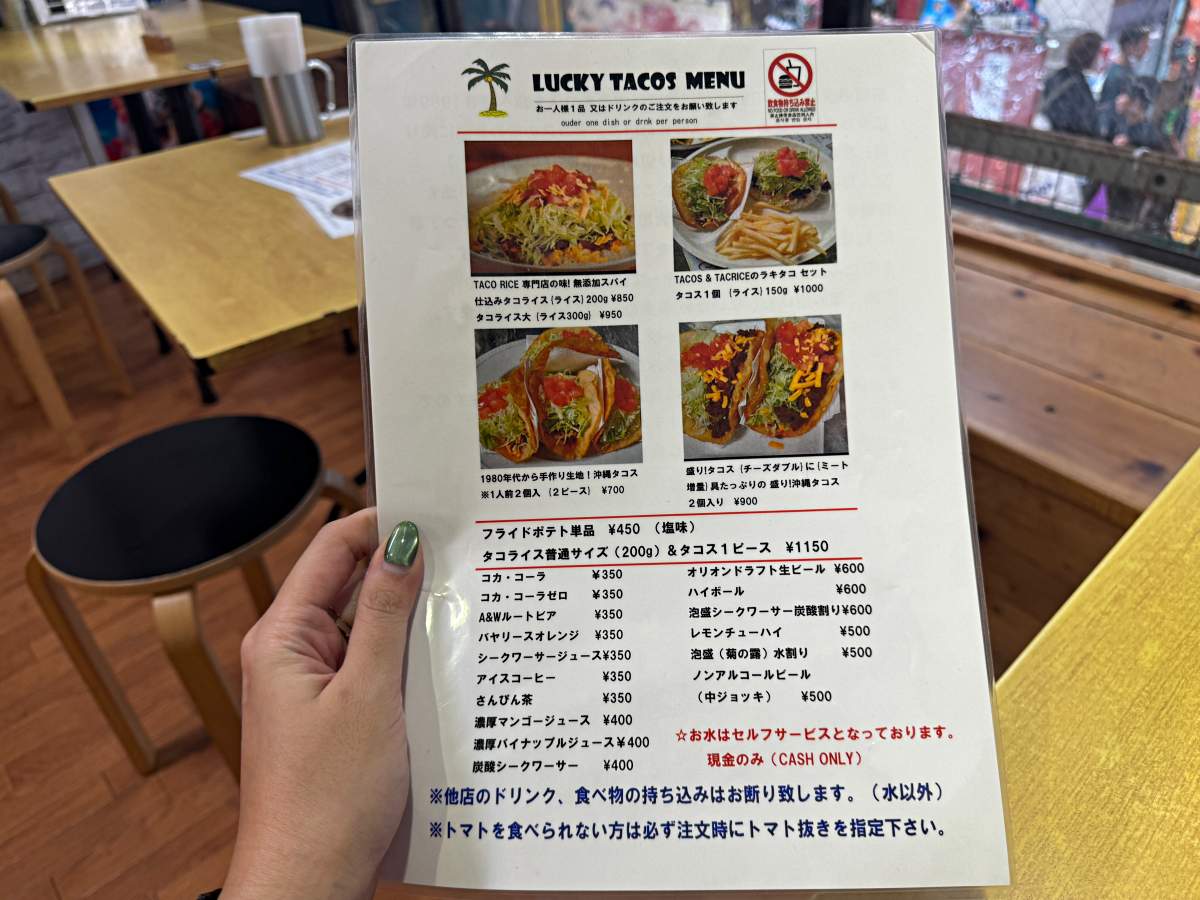 LUCKY TACOS MENU
お一人様1品 又はドリンクのご注文をお願い致します
ouder one dish or drnk per person
飲食物持ち込み禁止
NO FOOD OR DRINK ALLOWED
TACO RICE 専門店の味! 無添加スパイ
仕込みタコライス (ライス) 200g ¥850
タコライス大 (ライス300g) ¥950
TACOS & TACRICEのラキタコ セット
タコス1個 (ライス) 150g ¥1000
1980年代から手作り生地!沖縄タコス
※1人前2個入 (2ピース) ¥700
盛り!タコス (チーズダブル) に (ミート
増量) 具たっぷりの 盛り!沖縄タコス
2個入り ¥900
フライドポテト単品 ¥450 (塩味)
タコライス普通サイズ(200g)&タコス1ピース ¥1150
コカ・コーラ ¥350
コカ・コーラゼロ ¥350
A&Wルートビア ¥350
バヤリースオレンジ ¥350
シークワーサージュース¥350
アイスコーヒー ¥350
さんぴん茶 ¥350
濃厚マンゴージュース ¥400
濃厚パイナップルジュース¥400
炭酸シークワーサー ¥400
オリオンドラフト生ビール ¥600
ハイボール ¥600
泡盛シークワーサー炭酸割り¥600
レモンチューハイ ¥500
泡盛(菊の露)水割り ¥500
ノンアルコールビール
(中ジョッキ) ¥500
☆お水はセルフサービスとなっております。
現金のみ(CASH ONLY)
※他店のドリンク、食べ物の持ち込みはお断り致します。(水以外)
※トマトを食べられない方は必ず注文時にトマト抜きを指定下さい。